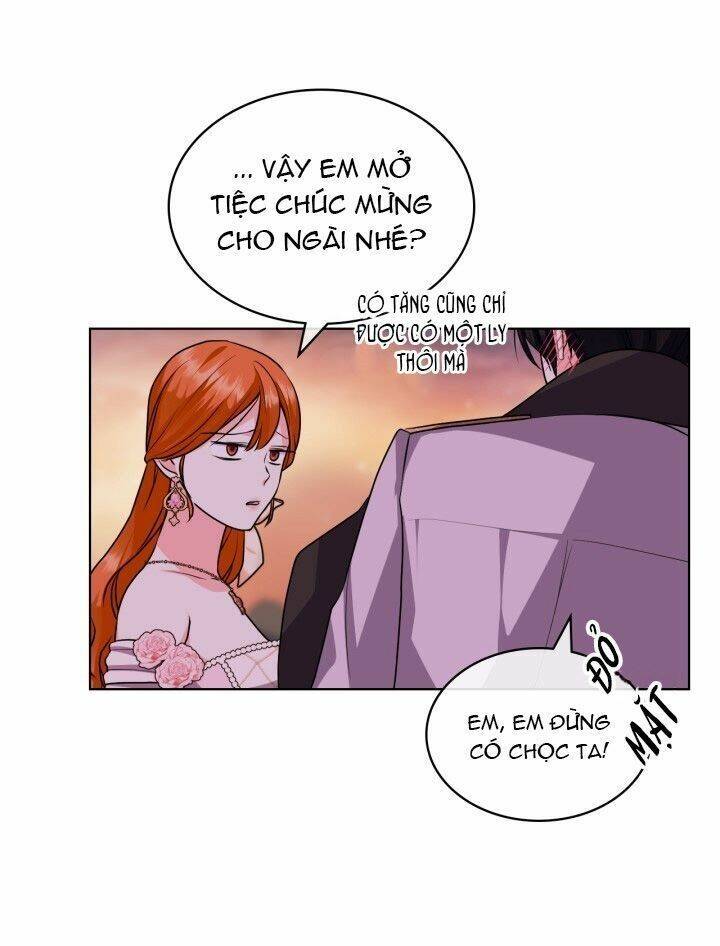 ... VẬY EM MỞ
TIỆC CHÚC MỪNG
CHO NGÀI NHÉ?
CÓ TĂNG CŨNG CHỈ
ĐƯỢC CÓ MỘT LY
THÔI MÀ
ĐỎ
MẶT
EM, EM ĐỪNG
CÓ CHỌC TA!